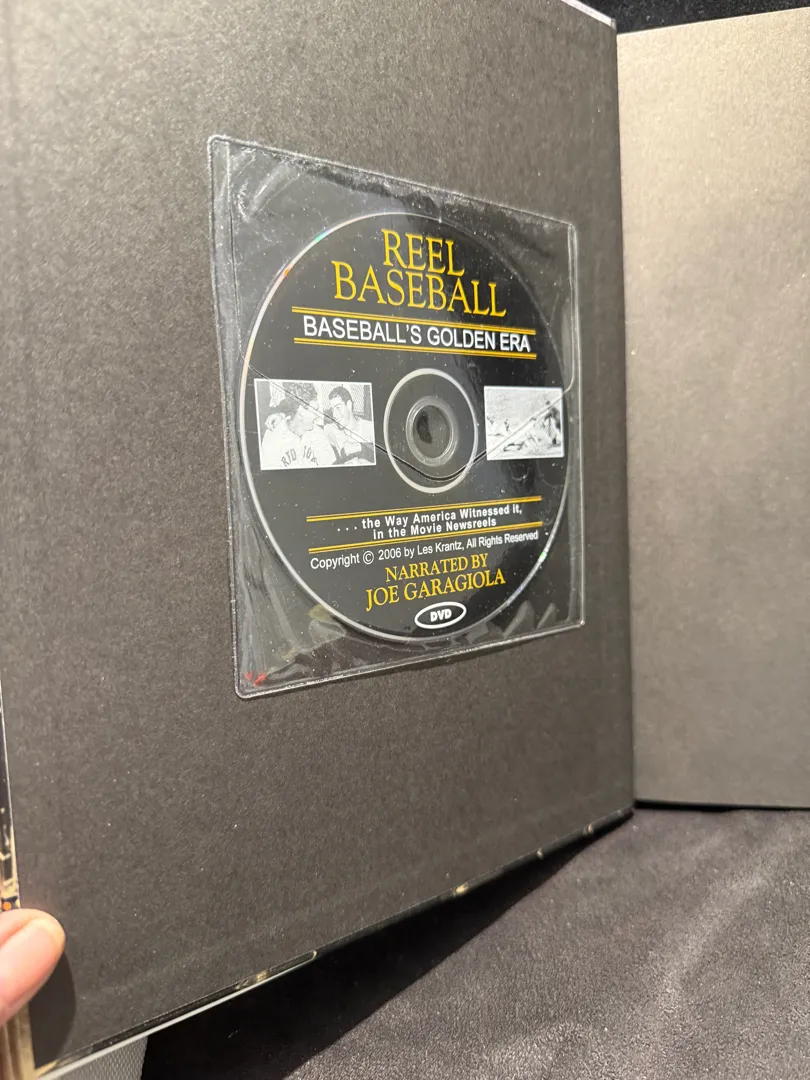 REEL
BASEBALL
BASEBALL'S GOLDEN ERA
. . . the Way America Witnessed it,
in the Movie Newsreels
Copyright © 2006 by Les Krantz, All Rights Reserved
NARRATED BY
JOE GARAGIOLA
DVD